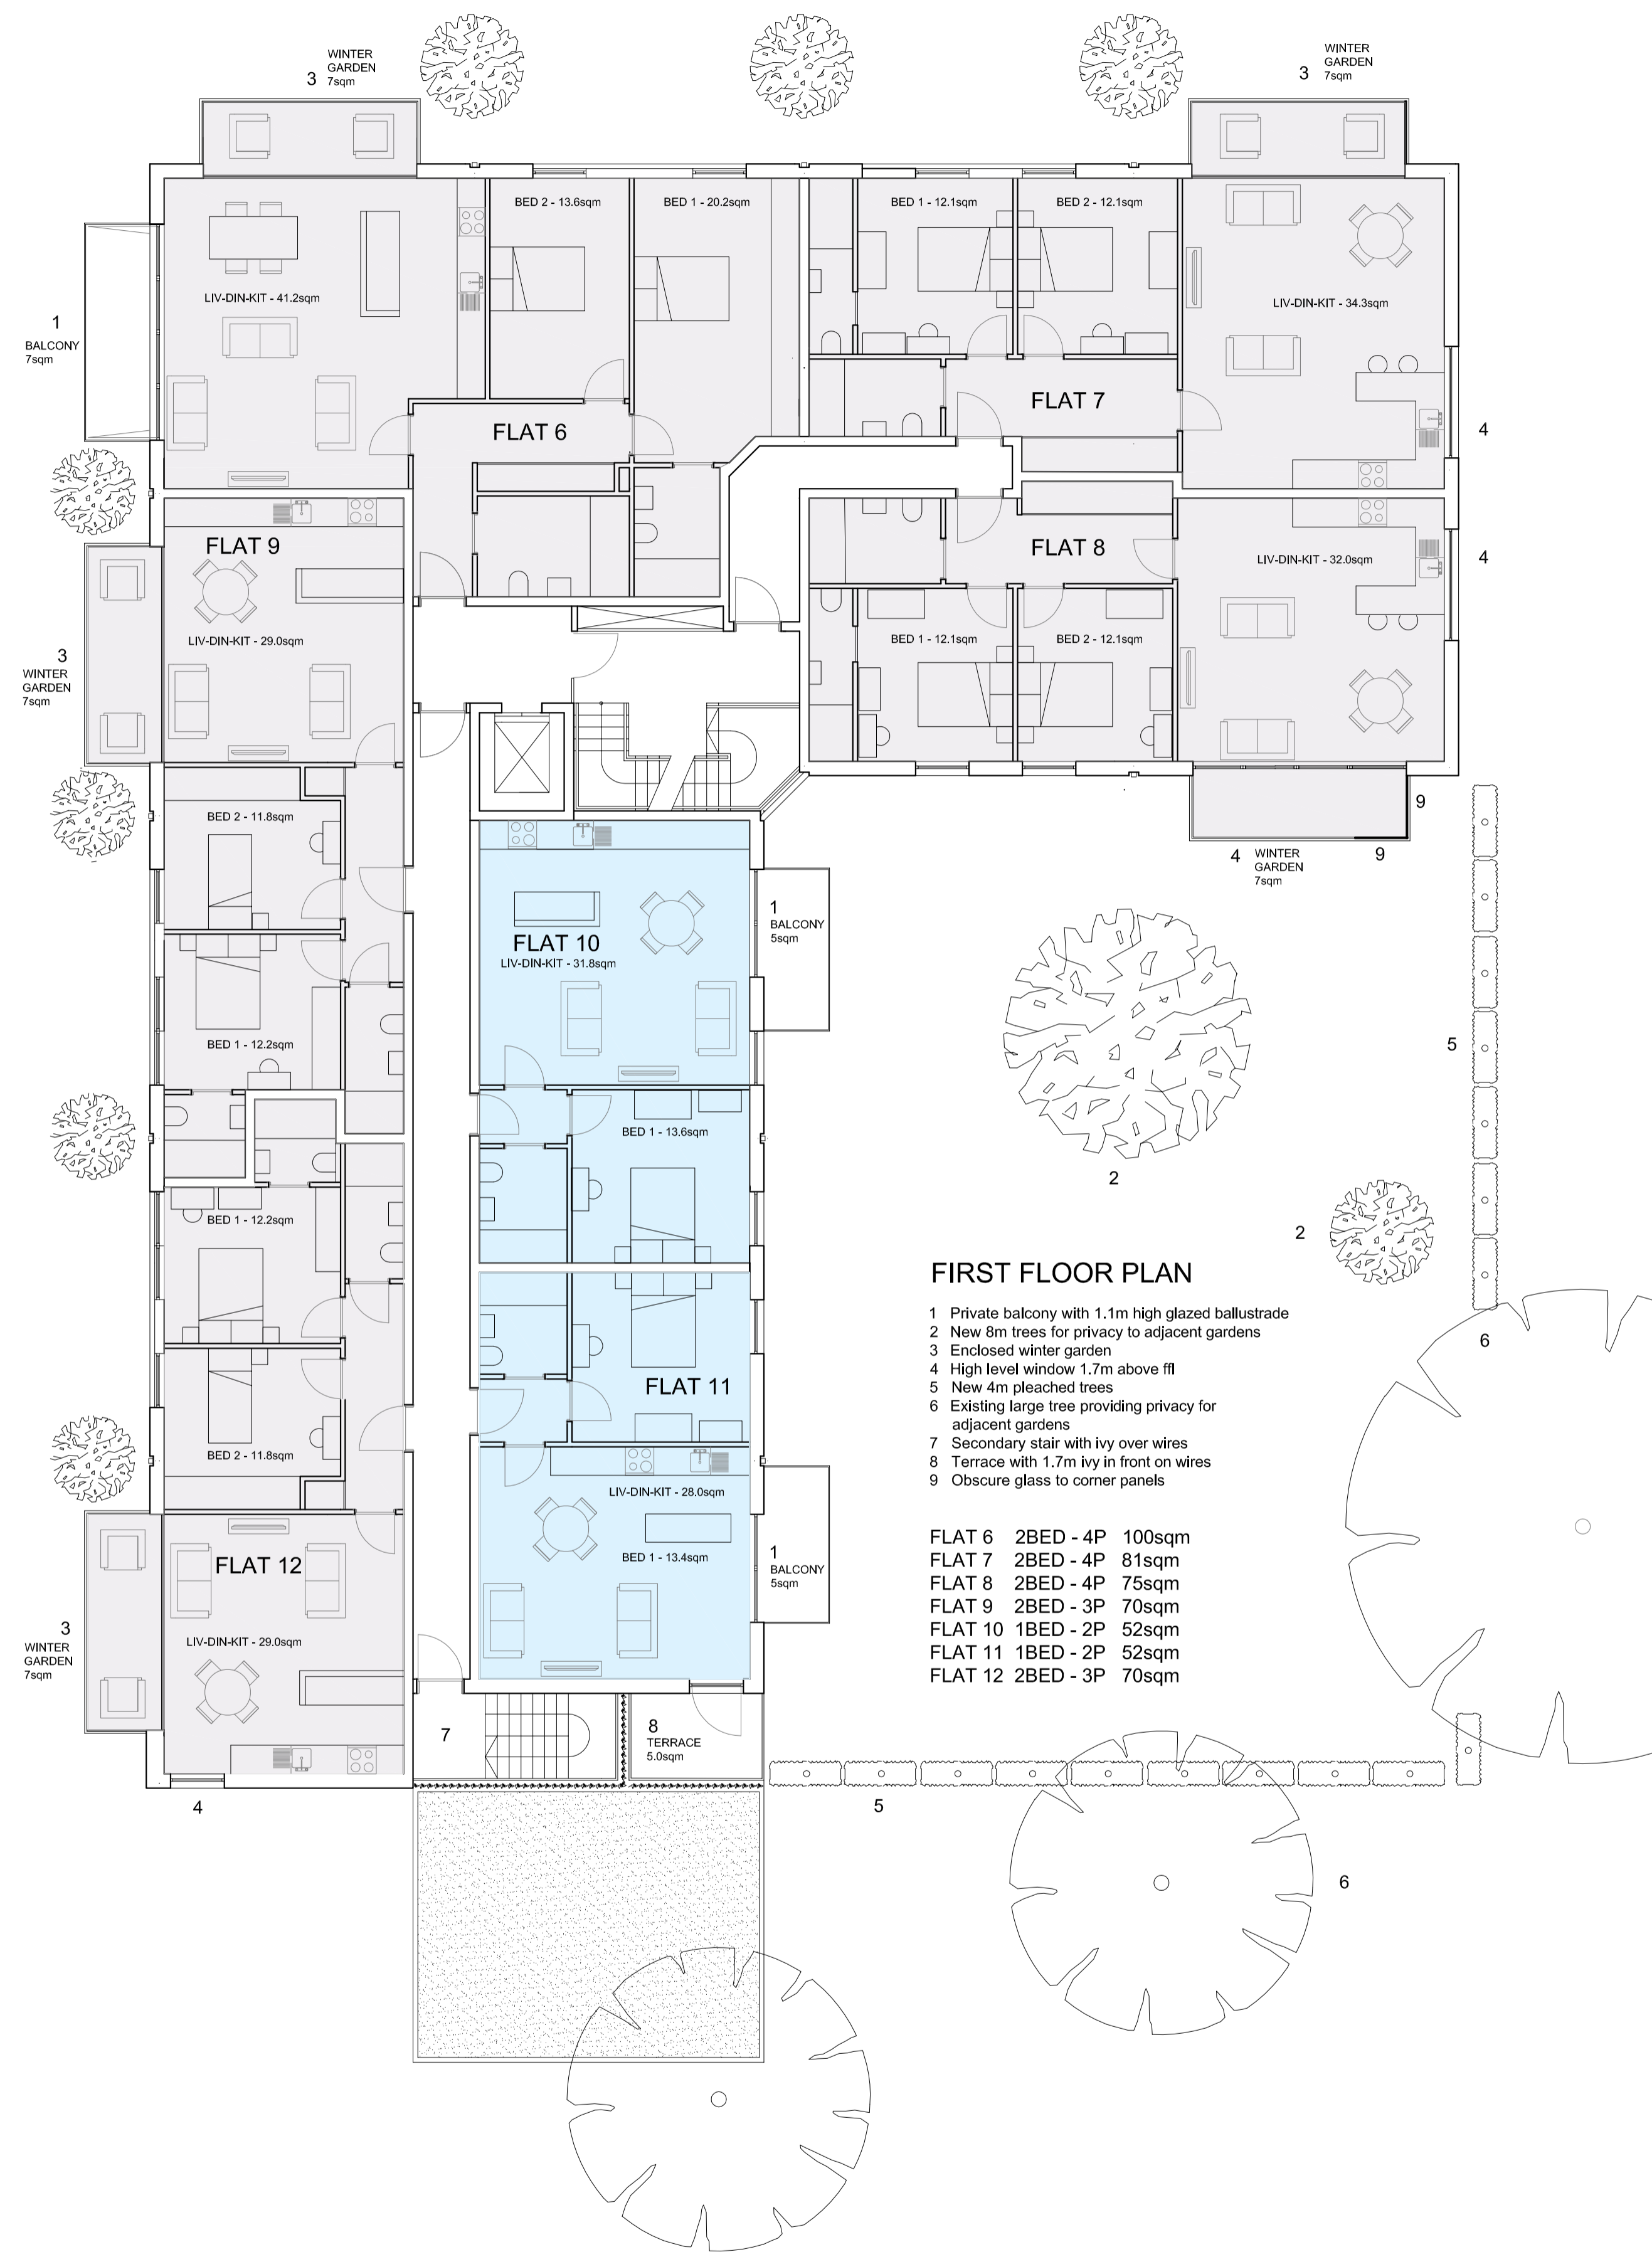 WINTER
GARDEN
3 7sqm
WINTER
GARDEN
3 7sqm
BED 2 - 13.6sqm
BED 1 - 20.2sqm
BED 1 - 12.1sqm
BED 2 - 12.1sqm
LIV-DIN-KIT - 41.2sqm
LIV-DIN-KIT - 34.3sqm
1
BALCONY
7sqm
FLAT 6
FLAT 7
4
FLAT 9
FLAT 8
LIV-DIN-KIT - 32.0sqm
4
LIV-DIN-KIT - 29.0sqm
BED 1 - 12.1sqm
BED 2 - 12.1sqm
3
WINTER
GARDEN
7sqm
BED 2 - 11.8sqm
9
4 WINTER
GARDEN
7sqm
9
1
BALCONY
5sqm
FLAT 10
LIV-DIN-KIT - 31.8sqm
BED 1 - 12.2sqm
5
BED 1 - 13.6sqm
2
BED 1 - 12.2sqm
2
FLAT 11
BED 2 - 11.8sqm
LIV-DIN-KIT - 28.0sqm
BED 1 - 13.4sqm
1
BALCONY
5sqm
FLAT 12
LIV-DIN-KIT - 29.0sqm
3
WINTER
GARDEN
7sqm
FIRST FLOOR PLAN
1 Private balcony with 1.1m high glazed ballustrade
2 New 8m trees for privacy to adjacent gardens
3 Enclosed winter garden
4 High level window 1.7m above ffl
5 New 4m pleached trees
6 Existing large tree providing privacy for
adjacent gardens
7 Secondary stair with ivy over wires
8 Terrace with 1.7m ivy in front on wires
9 Obscure glass to corner panels
6
FLAT 6 2BED - 4P 100sqm
FLAT 7 2BED - 4P 81sqm
FLAT 8 2BED - 4P 75sqm
FLAT 9 2BED - 3P 70sqm
FLAT 10 1BED - 2P 52sqm
FLAT 11 1BED - 2P 52sqm
FLAT 12 2BED - 3P 70sqm
7
8
TERRACE
5.0sqm
4
5
6